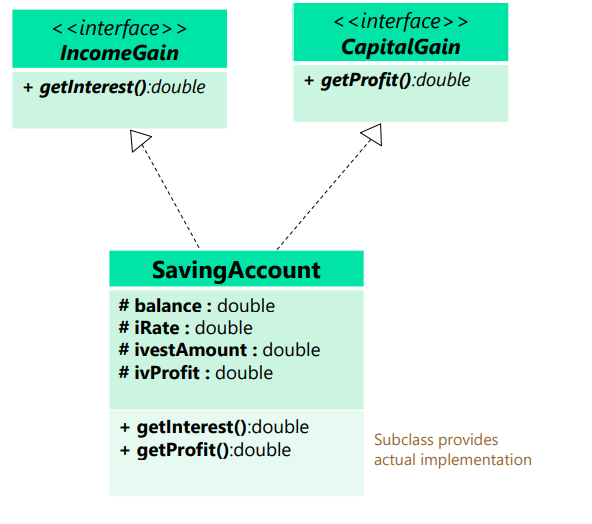 <<interface>>
IncomeGain
+ getInterest():double
<<interface>>
CapitalGain
+ getProfit():double
SavingAccount
# balance : double
# iRate : double
# ivestAmount : double
# ivProfit : double
+ getInterest():double
+ getProfit():double
Subclass provides
actual implementation